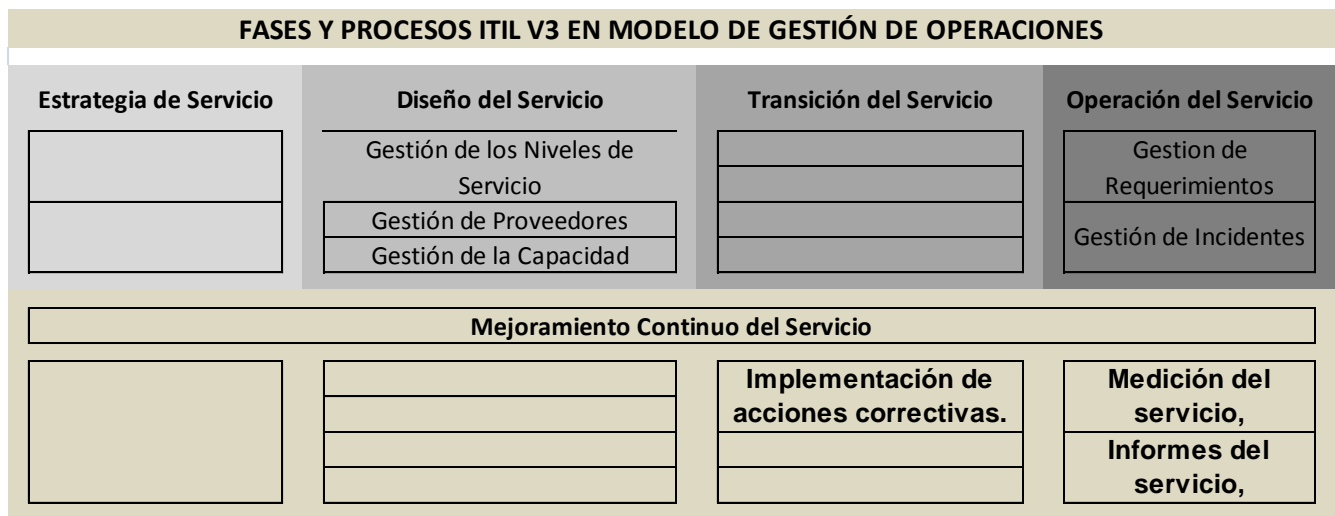 FASES Y PROCESOS ITIL V3 EN MODELO DE GESTIÓN DE OPERACIONES
Estrategia de Servicio
Diseño del Servicio
Transición del Servicio
Operación del Servicio
Gestión de los Niveles de
Servicio
Gestión de Proveedores
Gestión de la Capacidad
Gestion de
Requerimientos
Gestión de Incidentes
Mejoramiento Continuo del Servicio
Implementación de
acciones correctivas.
Medición del
servicio,
Informes del
servicio,